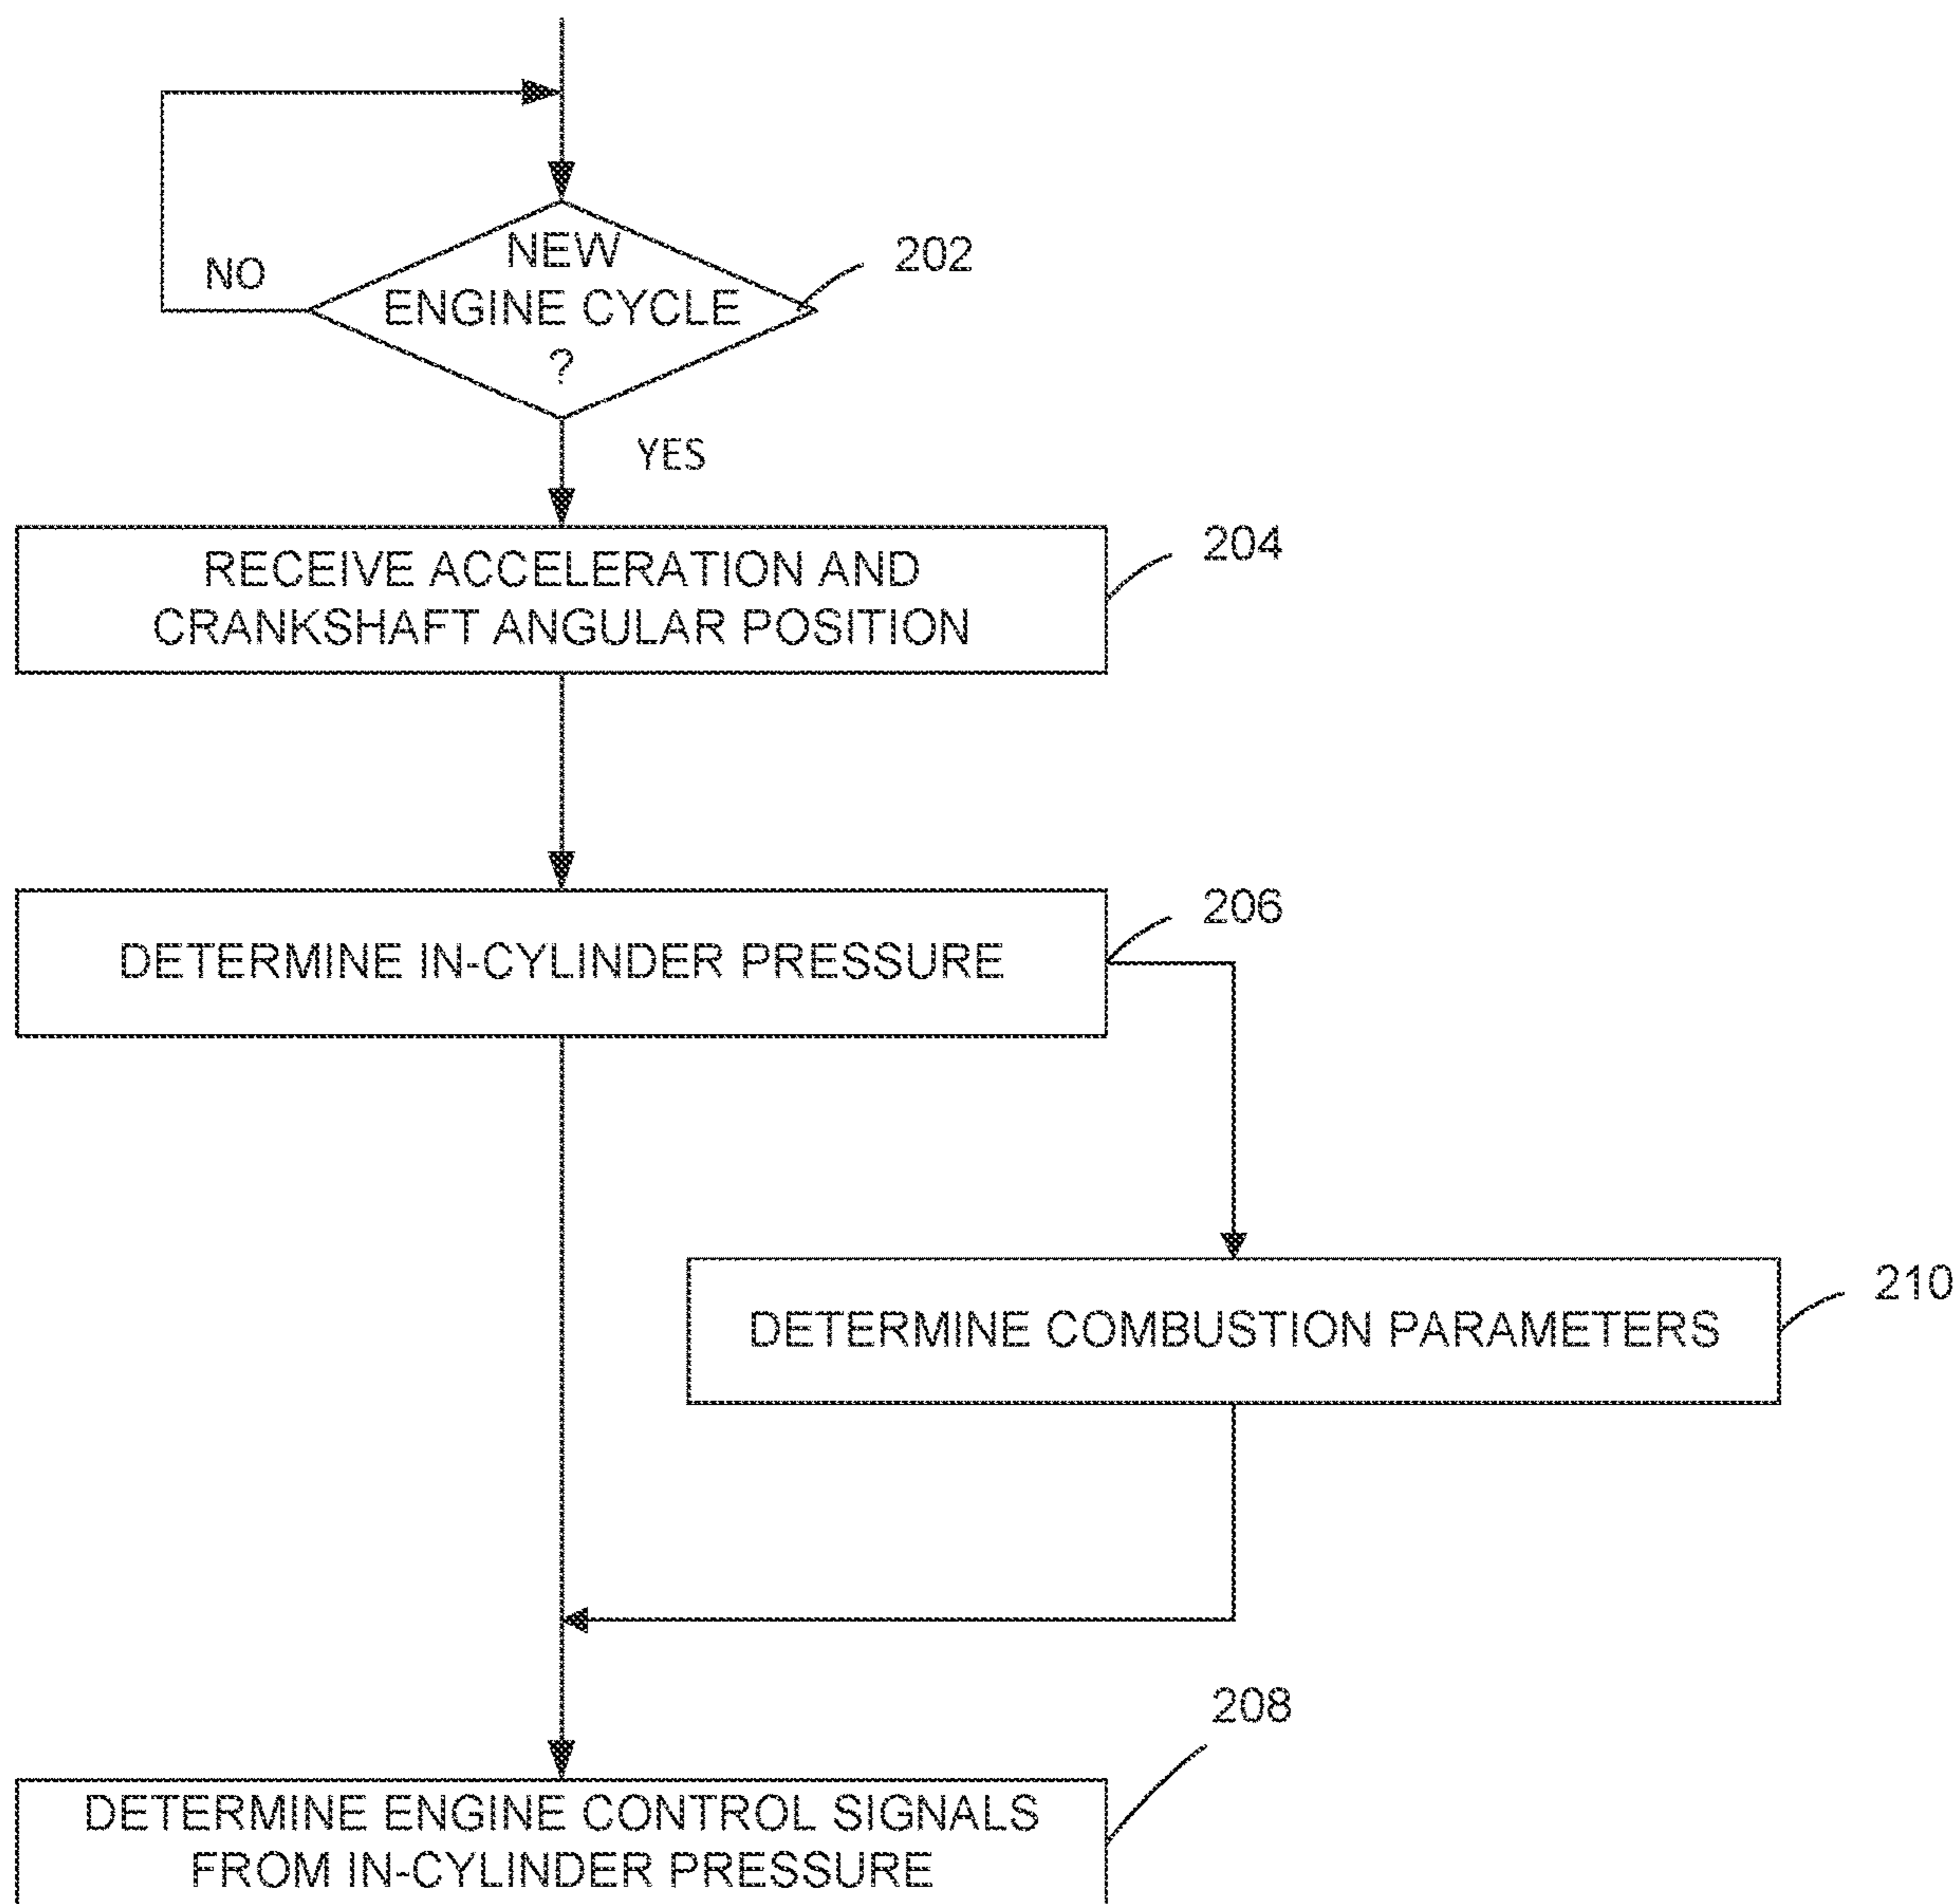 NEW
ENGINE CYCLE
?
202
NO
YES
RECEIVE ACCELERATION AND
CRANKSHAFT ANGULAR POSITION
204
DETERMINE IN-CYLINDER PRESSURE
206
DETERMINE COMBUSTION PARAMETERS
210
208
DETERMINE ENGINE CONTROL SIGNALS
FROM IN-CYLINDER PRESSURE